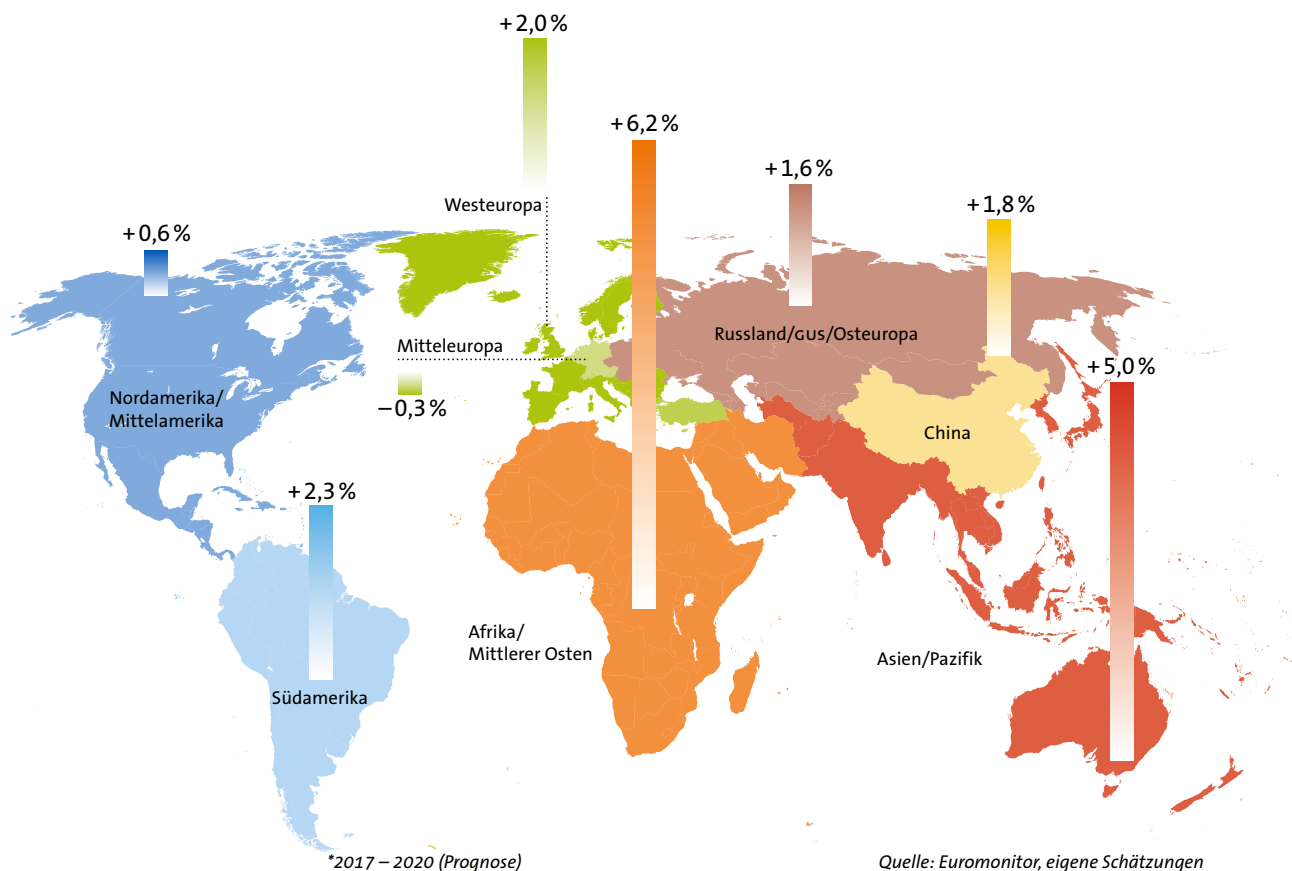 +2,0 %
+6,2 %
+1,6 %
Westeuropa
+1,8 %
+0,6 %
Russland/GUS/Osteuropa
Mitteleuropa
+5,0 %
Nordamerika/
Mittelamerika
−0,3 %
China
+2,3 %
Afrika/
Mittlerer Osten
Asien/Pazifik
Südamerika
*2017 – 2020 (Prognose)
Quelle: Euromonitor, eigene Schätzungen